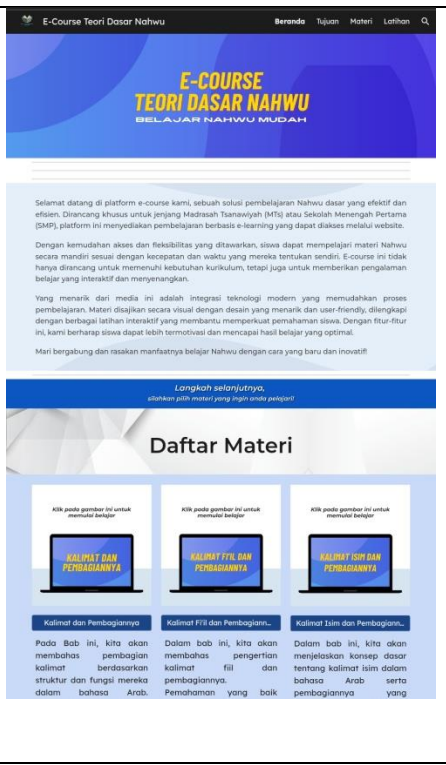 E-Course Teori Dasar Nahwu
Beranda Tujuan Materi Latihan
E-COURSE
TEORI DASAR NAHWU
BELAJAR NAHWU MUDAH
Selamat datang di platform e-course kami, sebuah solusi pembelajaran Nahwu dasar yang efektif dan
efisien. Dirancang khusus untuk jenjang Madrasah Tsanawiyah (MTs) atau Sekolah Menengah Pertama
(SMP), platform ini menyediakan pembelajaran berbasis e-learning yang dapat diakses melalui website.
Dengan kemudahan akses dan fleksibilitas yang ditawarkan, siswa dapat mempelajari materi Nahwu
secara mandiri sesuai dengan kecepatan dan waktu yang mereka tentukan sendiri. E-course ini tidak
hanya dirancang untuk memenuhi kebutuhan kurikulum, tetapi juga untuk memberikan pengalaman
belajar yang interaktif dan menyenangkan.
Yang menarik dari media ini adalah integrasi teknologi modern yang memudahkan proses
pembelajaran. Materi disajikan secara visual dengan desain yang menarik dan user-friendly, dilengkapi
dengan berbagai latihan interaktif yang membantu memperkuat pemahaman siswa. Dengan fitur-fitur
ini, kami berharap siswa dapat lebih termotivasi dan mencapai hasil belajar yang optimal.
Mari bergabung dan rasakan manfaatnya belajar Nahwu dengan cara yang baru dan inovatif!
Langkah selanjutnya,
silahkan pilih materi yang ingin anda pelajari!
Daftar Materi
Klik pada gambar ini untuk
memulai belajar
KALIMAT DAN
PEMBAGIANNYA
Kalimat dan Pembagiannya
Pada Bab ini, kita akan
membahas pembagian
kalimat berdasarkan
struktur dan fungsi mereka
dalam bahasa Arab.
Klik pada gambar ini untuk
memulai belajar
KALIMAT FI'IL DAN
PEMBAGIANNYA
Kalimat Fi'il dan Pembagiann...
Dalam bab ini, kita akan
membahas pengertian
kalimat fiil dan
pembagiannya.
Pemahaman yang baik
Klik pada gambar ini untuk
memulai belajar
KALIMAT ISIM DAN
PEMBAGIANNYA
Kalimat Isim dan Pembagiann...
Dalam bab ini, kita akan
menjelaskan konsep dasar
tentang kalimat isim dalam
bahasa Arab serta
pembagiannya yang